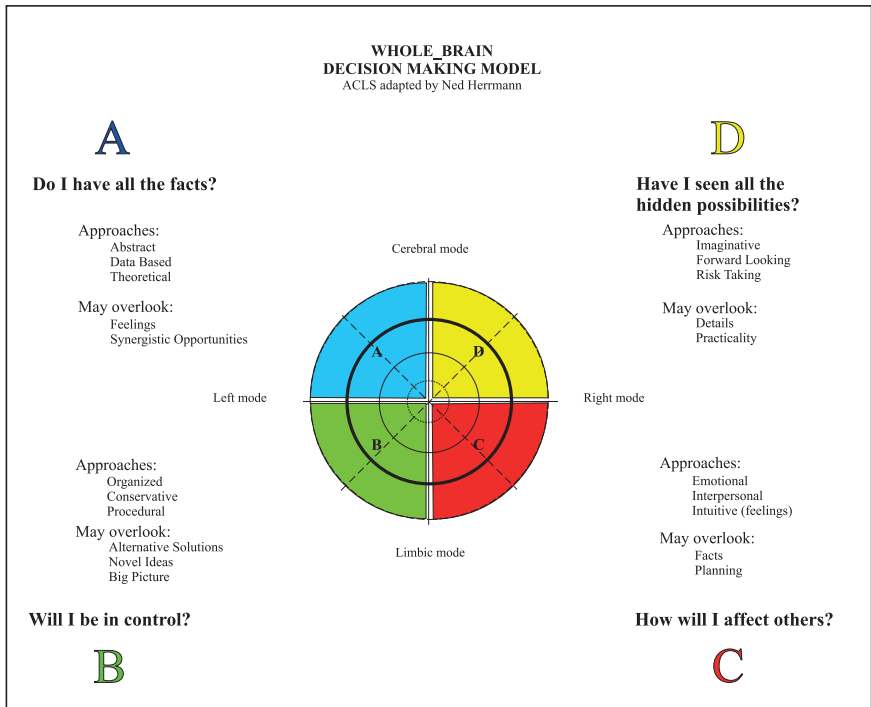 WHOLE_BRAIN
DECISION MAKING MODEL
ACLS adapted by Ned Herrmann
A
Do I have all the facts?
Approaches:
Abstract
Data Based
Theoretical
May overlook:
Feelings
Synergistic Opportunities
D
Have I seen all the
hidden possibilities?
Approaches:
Imaginative
Forward Looking
Risk Taking
May overlook:
Details
Practicality
Cerebral mode
A
D
Left mode
Right mode
B
C
Limbic mode
Approaches:
Organized
Conservative
Procedural
May overlook:
Alternative Solutions
Novel Ideas
Big Picture
Will I be in control?
B
Approaches:
Emotional
Interpersonal
Intuitive (feelings)
May overlook:
Facts
Planning
How will I affect others?
C